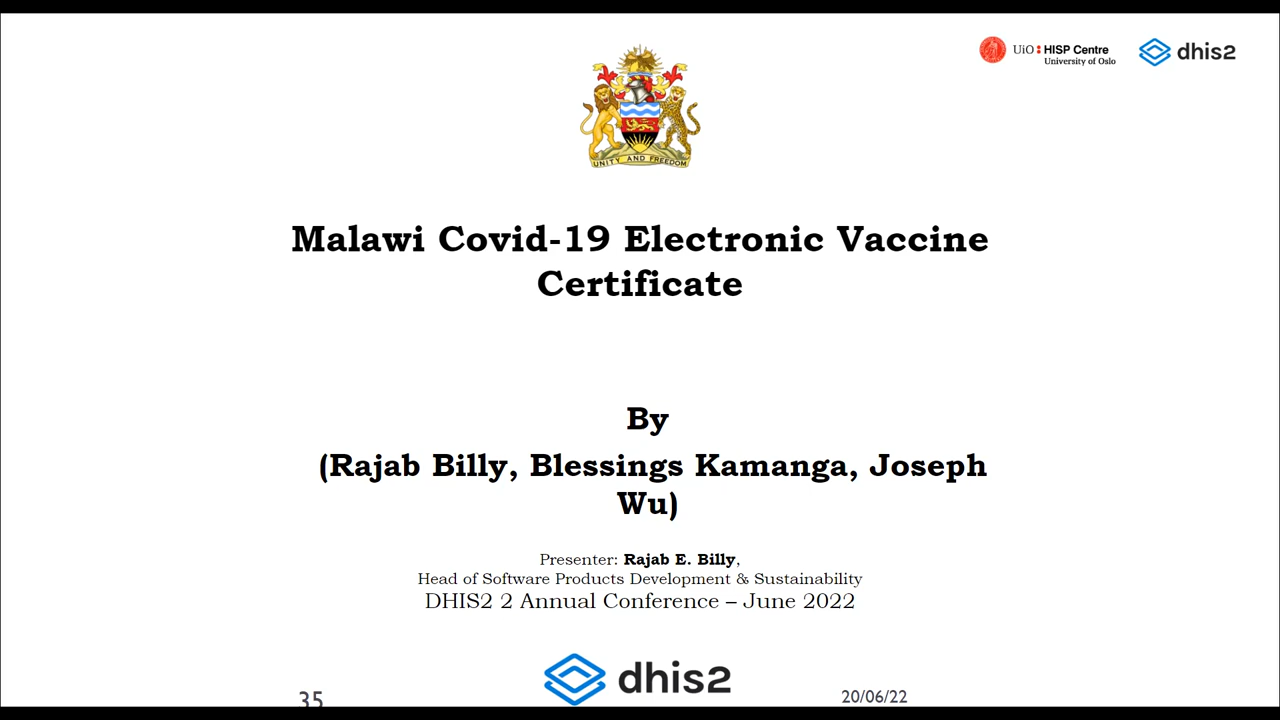 UiO HISP Centre
University of Oslo
dhis2
UNITY AND FREEDOM
Malawi Covid-19 Electronic Vaccine
Certificate
By
(Rajab Billy, Blessings Kamanga, Joseph
Wu)
Presenter: Rajab E. Billy,
Head of Software Products Development & Sustainability
DHIS2 2 Annual Conference – June 2022
dhis2
35
20/06/22